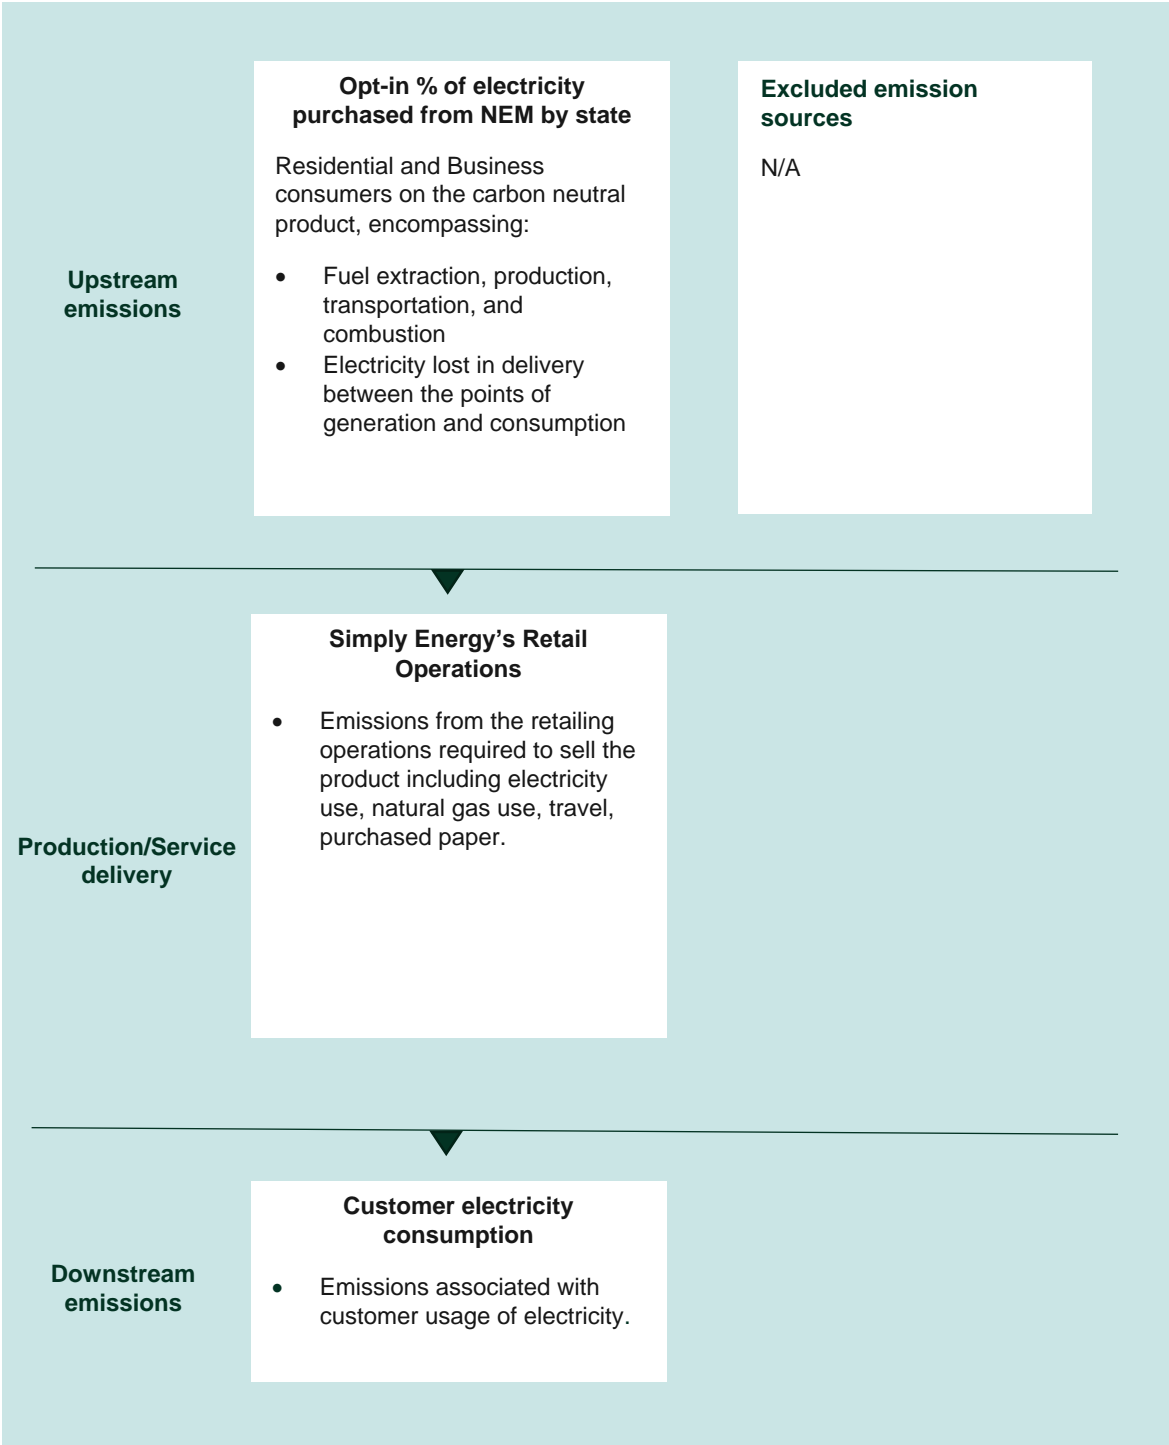 Upstream
emissions
Opt-in % of electricity
purchased from NEM by state
Residential and Business
consumers on the carbon neutral
product, encompassing:
• Fuel extraction, production,
transportation, and
combustion
• Electricity lost in delivery
between the points of
generation and consumption
Excluded emission
sources
N/A
Production/Service
delivery
Simply Energy’s Retail
Operations
• Emissions from the retailing
operations required to sell the
product including electricity
use, natural gas use, travel,
purchased paper.
Downstream
emissions
Customer electricity
consumption
• Emissions associated with
customer usage of electricity.